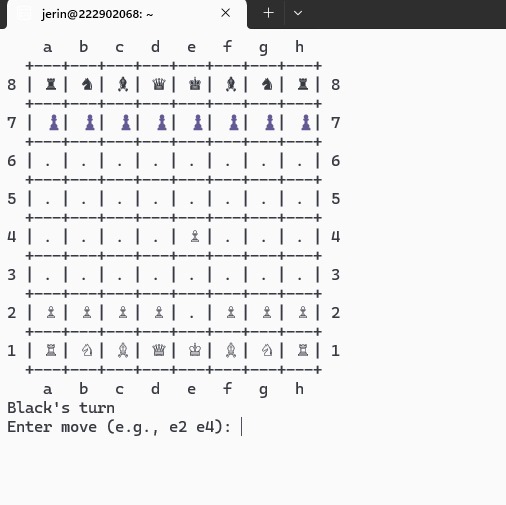 jerin@222902068: ~
a b c d e f g h
+---+---+---+---+---+---+---+---+
8 | ♜ | ♞ | ♝ | ♛ | ♚ | ♝ | ♞ | ♜ | 8
+---+---+---+---+---+---+---+---+
7 | ♟ | ♟ | ♟ | ♟ | ♟ | ♟ | ♟ | ♟ | 7
+---+---+---+---+---+---+---+---+
6 | . | . | . | . | . | . | . | . | 6
+---+---+---+---+---+---+---+---+
5 | . | . | . | . | . | . | . | . | 5
+---+---+---+---+---+---+---+---+
4 | . | . | . | . | ♙ | . | . | . | 4
+---+---+---+---+---+---+---+---+
3 | . | . | . | . | . | . | . | . | 3
+---+---+---+---+---+---+---+---+
2 | ♙ | ♙ | ♙ | ♙ | . | ♙ | ♙ | ♙ | 2
+---+---+---+---+---+---+---+---+
1 | ♖ | ♘ | ♗ | ♕ | ♔ | ♗ | ♘ | ♖ | 1
+---+---+---+---+---+---+---+---+
a b c d e f g h
Black's turn
Enter move (e.g., e2 e4):